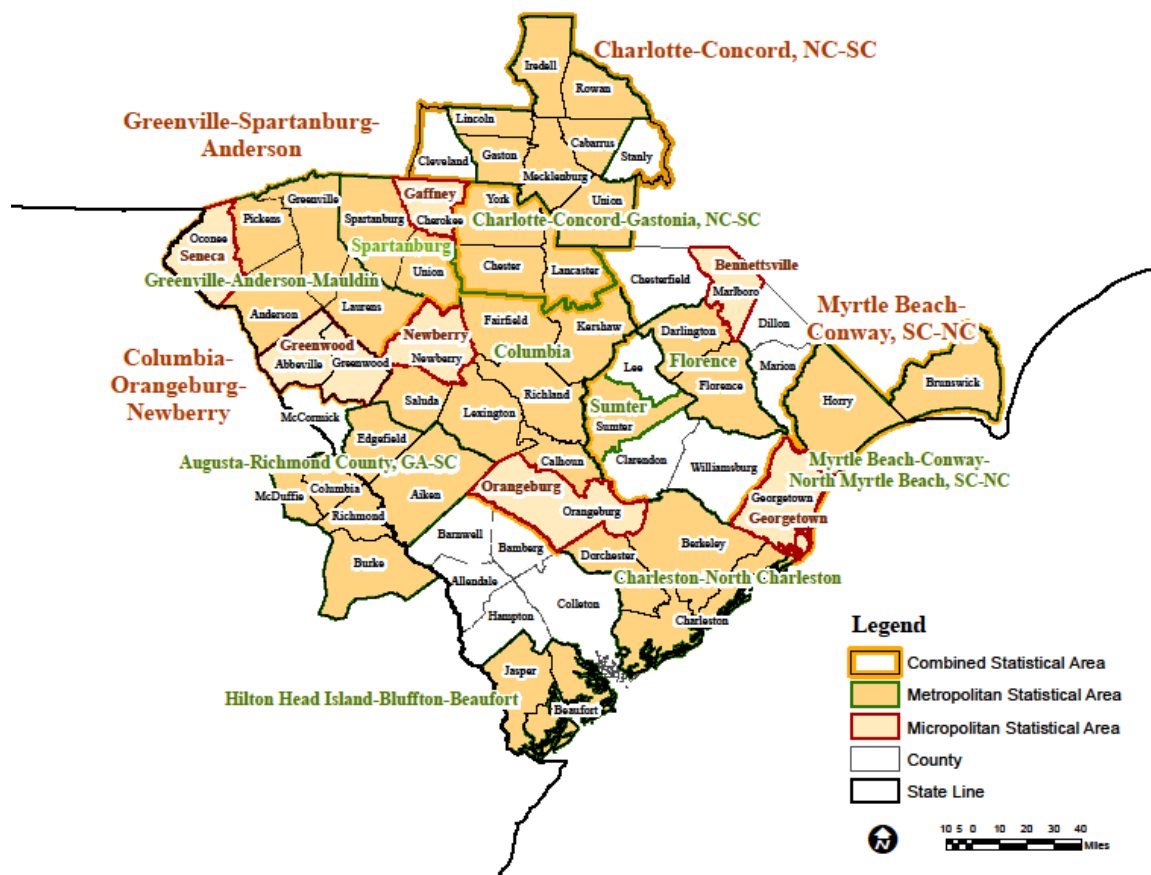 Charlotte-Concord, NC-SC
Iredell
Rowan
Greenville-Spartanburg-
Anderson
Lincoln
Cabarrus
Cleveland
Gaston
Stanly
Mecklenburg
Gaffney
York
Union
Greenville
Pickens
Spartanburg
Cherokee
Charlotte-Concord-Gastonia, NC-SC
Oconee
Seneca
Spartanburg
Union
Chester
Lancaster
Chesterfield
Bennettsville
Marlboro
Greenville-Anderson-Mauldin
Anderson
Laurens
Fairfield
Kershaw
Darlington
Dillon
Myrtle Beach-
Conway, SC-NC
Columbia-
Orangeburg-
Newberry
Greenwood
Abbeville
Greenwood
Newberry
Newberry
Columbia
Lee
Florence
Florence
Marion
Brunswick
Horry
McCormick
Saluda
Lexington
Richland
Sumter
Sumter
Edgefield
Augusta-Richmond County, GA-SC
Calhoun
Clarendon
Williamsburg
Myrtle Beach-Conway-
North Myrtle Beach, SC-NC
McDuffie
Columbia
Richmond
Aiken
Orangeburg
Orangeburg
Georgetown
Georgetown
Burke
Barnwell
Bamberg
Dorchester
Berkeley
Allendale
Hampton
Colleton
Charleston-North Charleston
Charleston
Jasper
Hilton Head Island-Bluffton-Beaufort
Beaufort
Legend
Combined Statistical Area
Metropolitan Statistical Area
Micropolitan Statistical Area
County
State Line
N
10 5 0 10 20 30 40
Miles